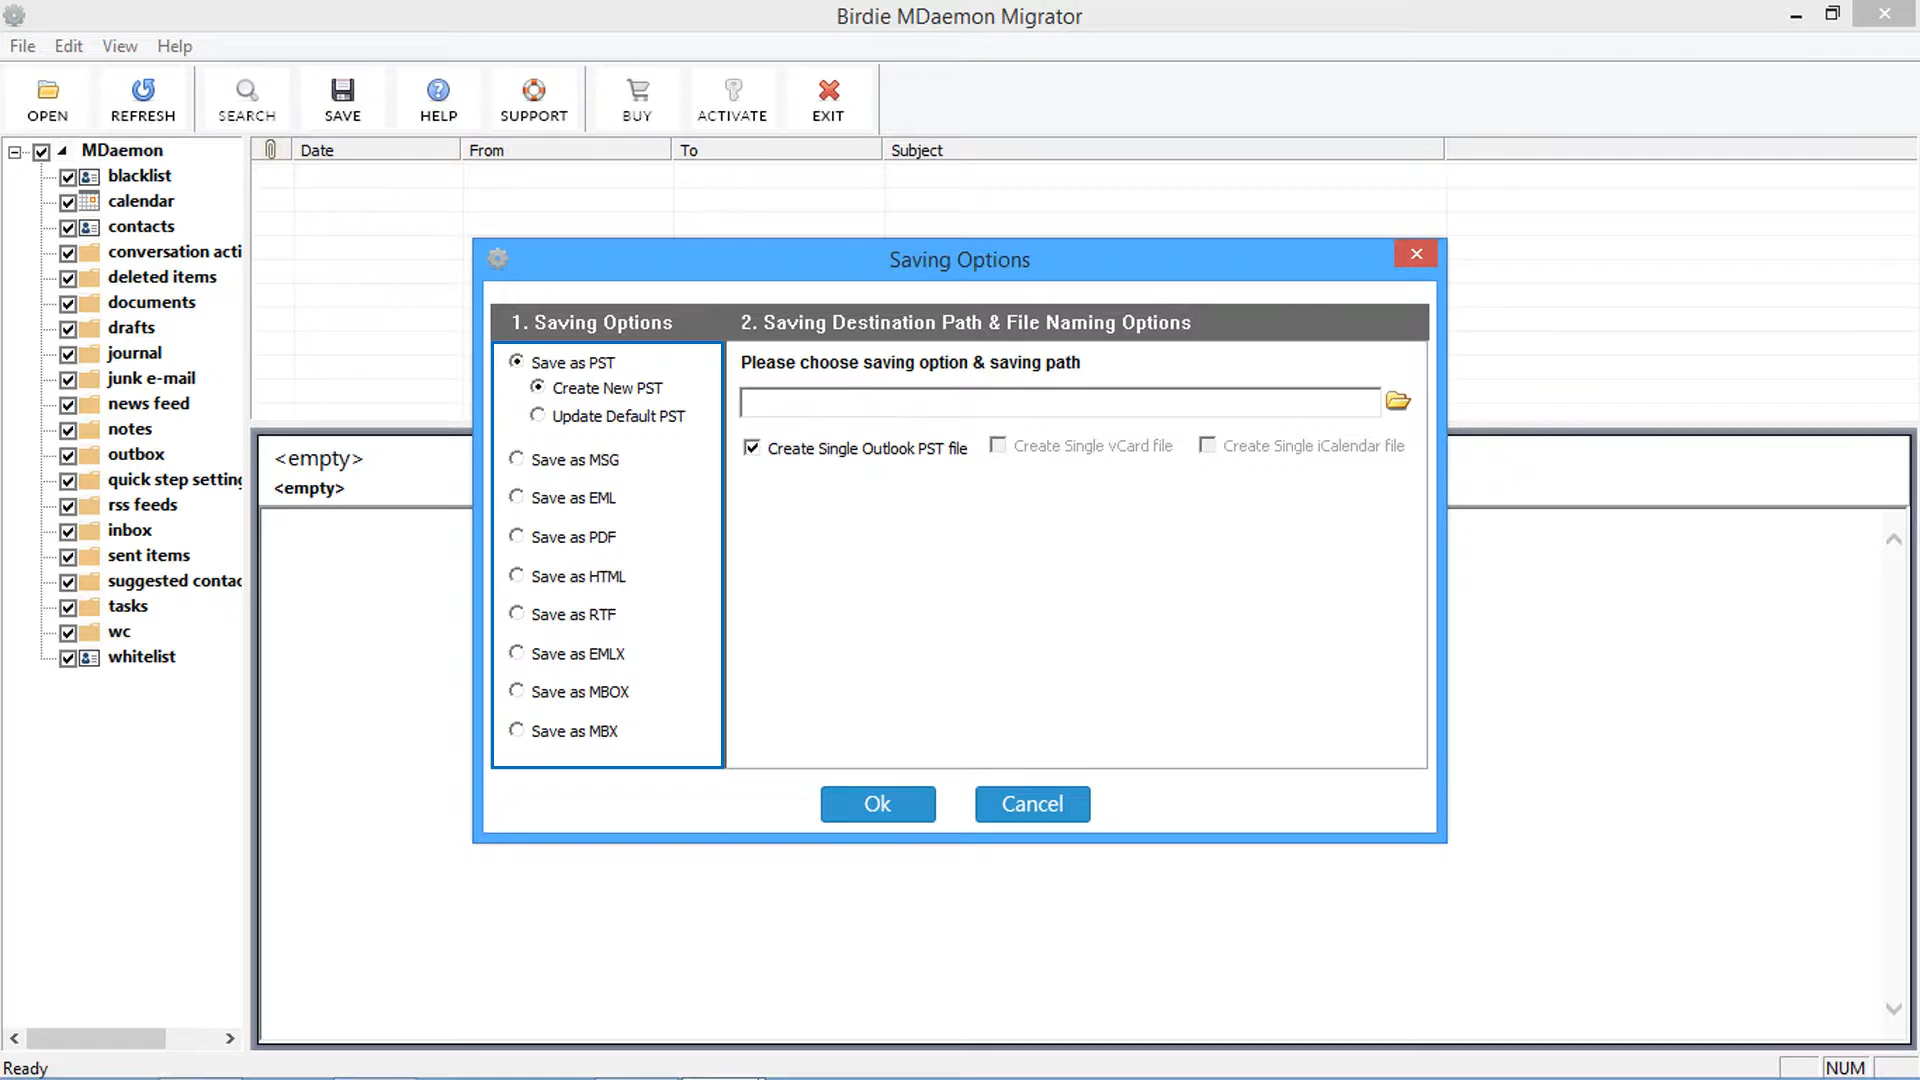 Birdie MDaemon Migrator
File Edit View Help
OPEN REFRESH SEARCH SAVE HELP SUPPORT BUY ACTIVATE EXIT
MDaemon
blacklist
calendar
contacts
conversation acti
deleted items
documents
drafts
journal
junk e-mail
news feed
notes
outbox
quick step setting
rss feeds
inbox
sent items
suggested contac
tasks
wc
whitelist
Date From To Subject
<empty>
<empty>
Saving Options
1. Saving Options
Save as PST
Create New PST
Update Default PST
Save as MSG
Save as EML
Save as PDF
Save as HTML
Save as RTF
Save as EMLX
Save as MBOX
Save as MBX
2. Saving Destination Path & File Naming Options
Please choose saving option & saving path
Create Single Outlook PST file Create Single vCard file Create Single iCalendar file
Ok Cancel
Ready NUM